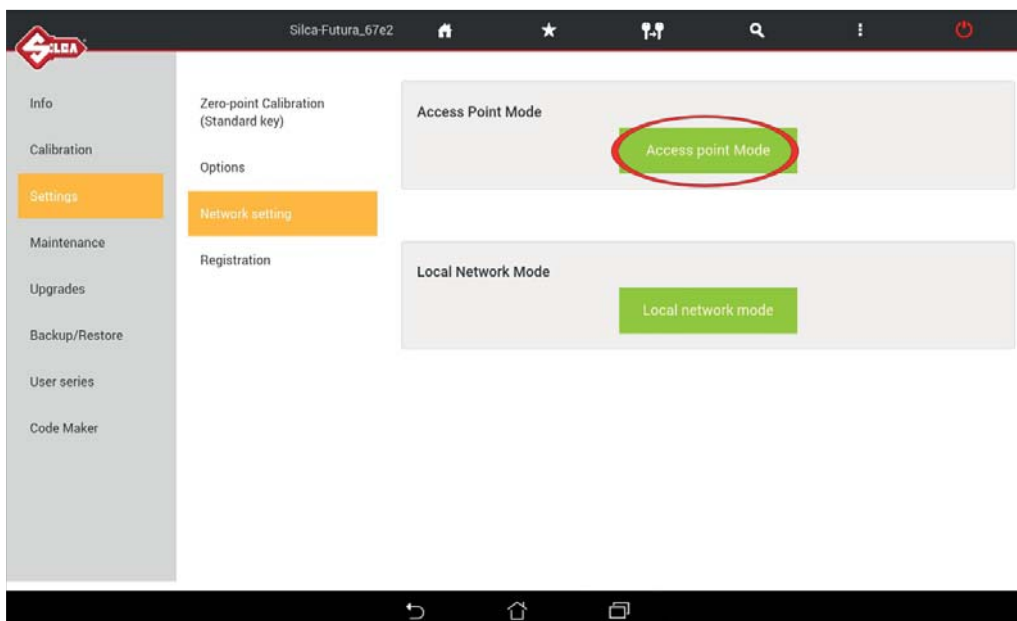 SILCA
Silca-Futura_67e2
Info
Calibration
Settings
Maintenance
Upgrades
Backup/Restore
User series
Code Maker
Zero-point Calibration
(Standard key)
Options
Network setting
Registration
Access Point Mode
Access point Mode
Local Network Mode
Local network mode